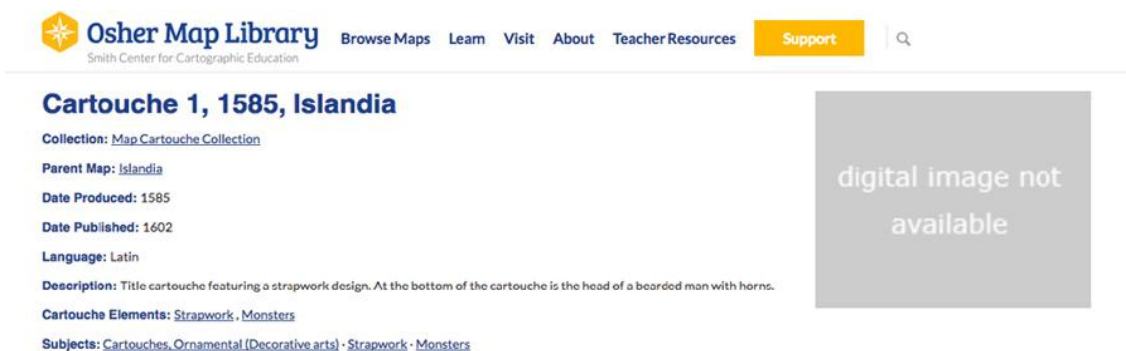 Osher Map Library
Smith Center for Cartographic Education
Browse Maps Learn Visit About Teacher Resources Support
Cartouche 1, 1585, Islandia
Collection: Map Cartouche Collection
Parent Map: Islandia
Date Produced: 1585
Date Published: 1602
Language: Latin
Description: Title cartouche featuring a strapwork design. At the bottom of the cartouche is the head of a bearded man with horns.
Cartouche Elements: Strapwork , Monsters
Subjects: Cartouches, Ornamental (Decorative arts) · Strapwork · Monsters
digital image not
available